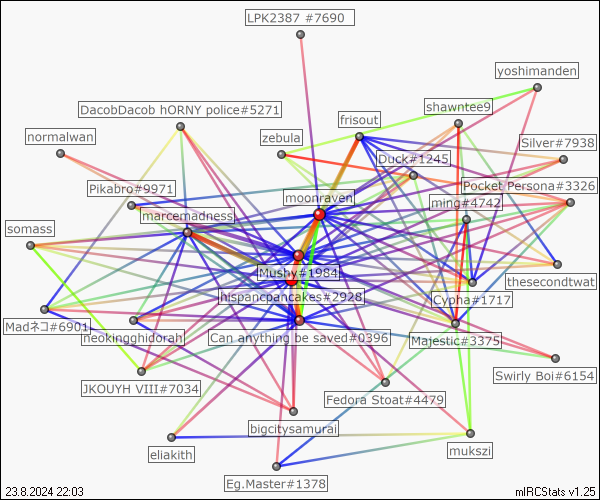 LPK2387 #7690
yoshimanden
DacobDacob hORNY police#5271
shawntee9
frisout
normalwan
zebula
Silver#7938
Duck#1245
Pikabro#9971
Pocket Persona#3326
moonraven
ming#4742
marcemadness
somass
Mushy#1984
thesecondtwat
hispancpancakes#2928
Cypha#1717
Madネコ#6901
neokingghidorah
Can anything be saved#0396
Majestic#3375
JKOUYH VIII#7034
Swirly Boi#6154
Fedora Stoat#4479
bigcitysamurai
eliakith
mukszi
Eg.Master#1378
23.8.2024 22:03
mIRCStats v1.25